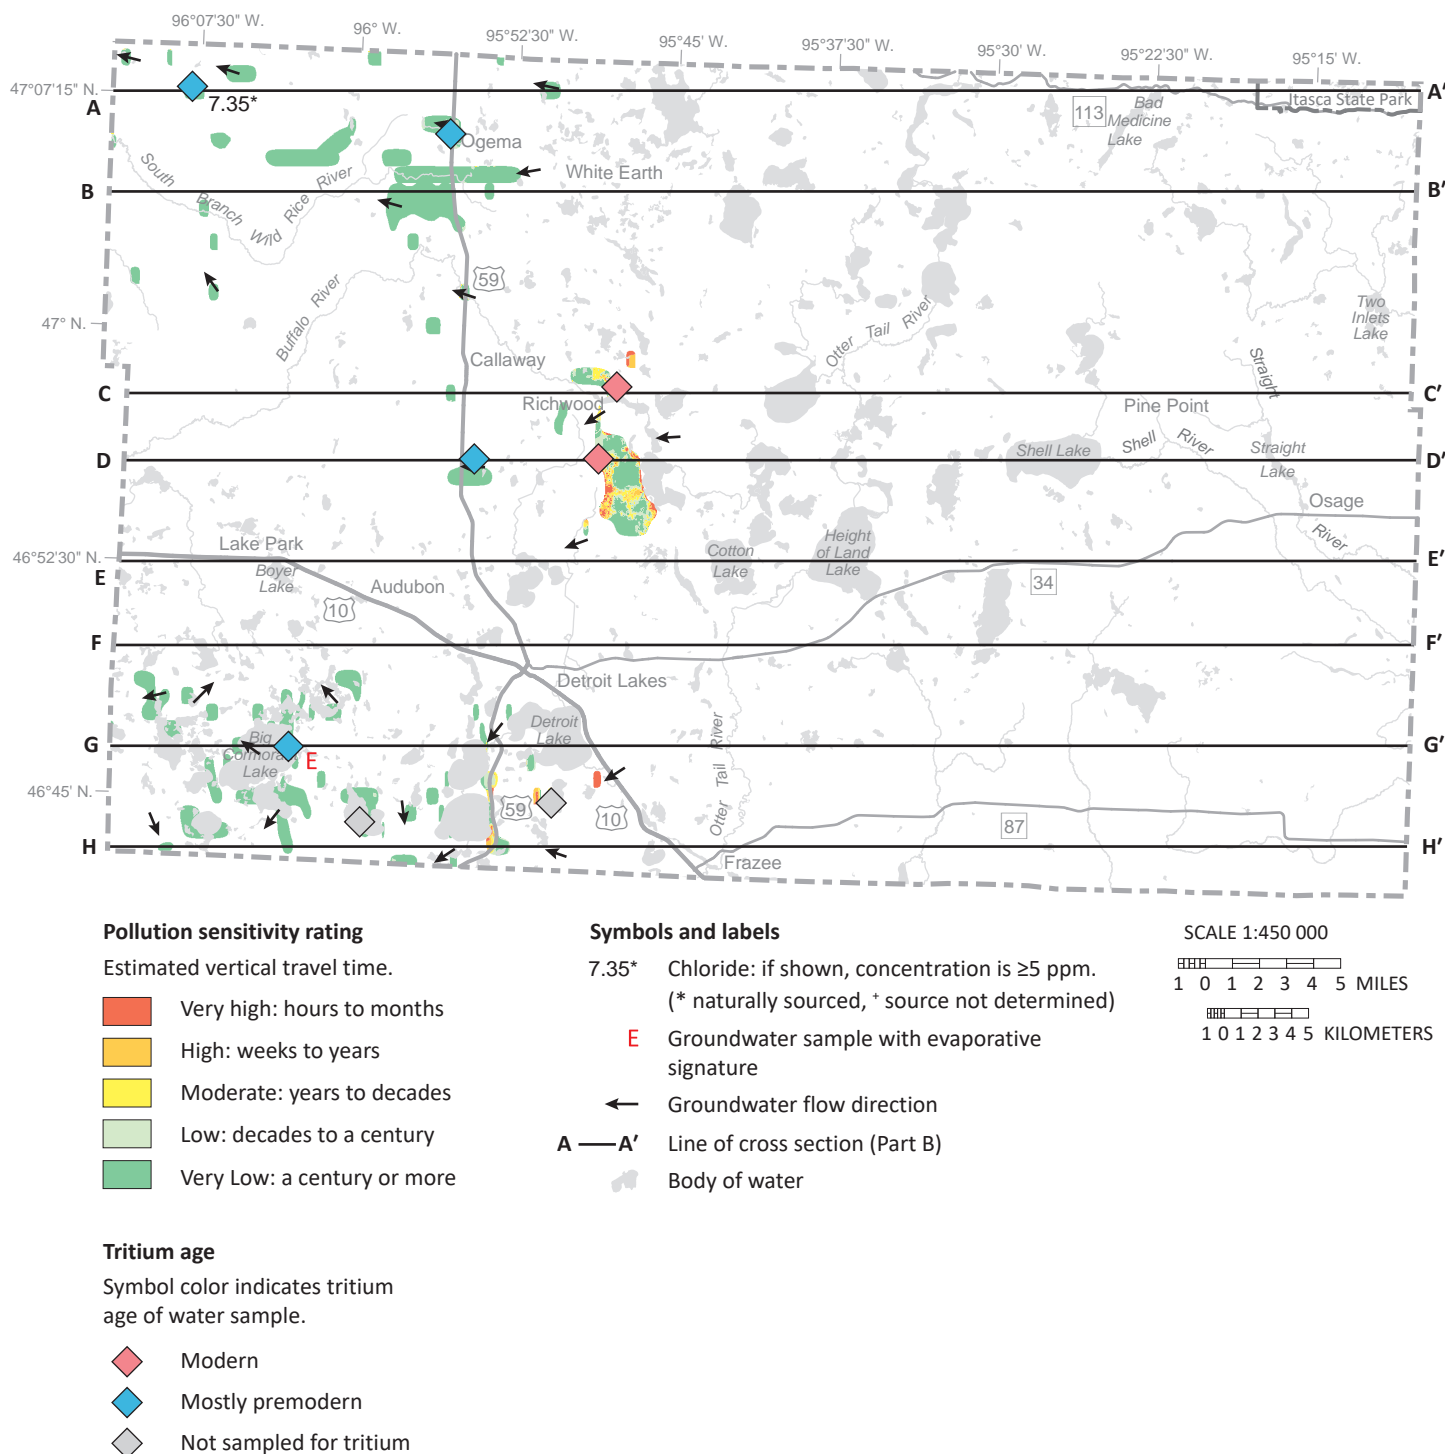 96°07'30" W.
96° W.
95°52'30" W.
95°45' W.
95°37'30" W.
95°30' W.
95°22'30" W.
95°15' W.
47°07'15" N.
A
A'
7.35*
113
Bad
Medicine
Lake
Itasca State Park
Ogema
South
Branch
Wild
Rice
River
White Earth
B
B'
59
Buffalo
River
47° N.
Otter
Tail
River
Two
Inlets
Lake
Callaway
Straight
C
C'
Richwood
Pine Point
D
D'
Shell Lake
Shell
River
Straight
Lake
Osage
River
Lake Park
46°52'30" N.
E
E'
Boyer
Lake
Audubon
10
Cotton
Lake
Height
of Land
Lake
34
F
F'
Detroit Lakes
Detroit
Lake
G
G'
Big
Cormorant
Lake
E
46°45' N.
59
10
Otter
Tail
River
87
H
H'
Frazee
Pollution sensitivity rating
Estimated vertical travel time.
Very high: hours to months
High: weeks to years
Moderate: years to decades
Low: decades to a century
Very Low: a century or more
Tritium age
Symbol color indicates tritium
age of water sample.
Modern
Mostly premodern
Not sampled for tritium
Symbols and labels
7.35* Chloride: if shown, concentration is ≥5 ppm.
(* naturally sourced, + source not determined)
E Groundwater sample with evaporative
signature
Groundwater flow direction
A A' Line of cross section (Part B)
Body of water
SCALE 1:450 000
1 0 1 2 3 4 5 MILES
1 0 1 2 3 4 5 KILOMETERS